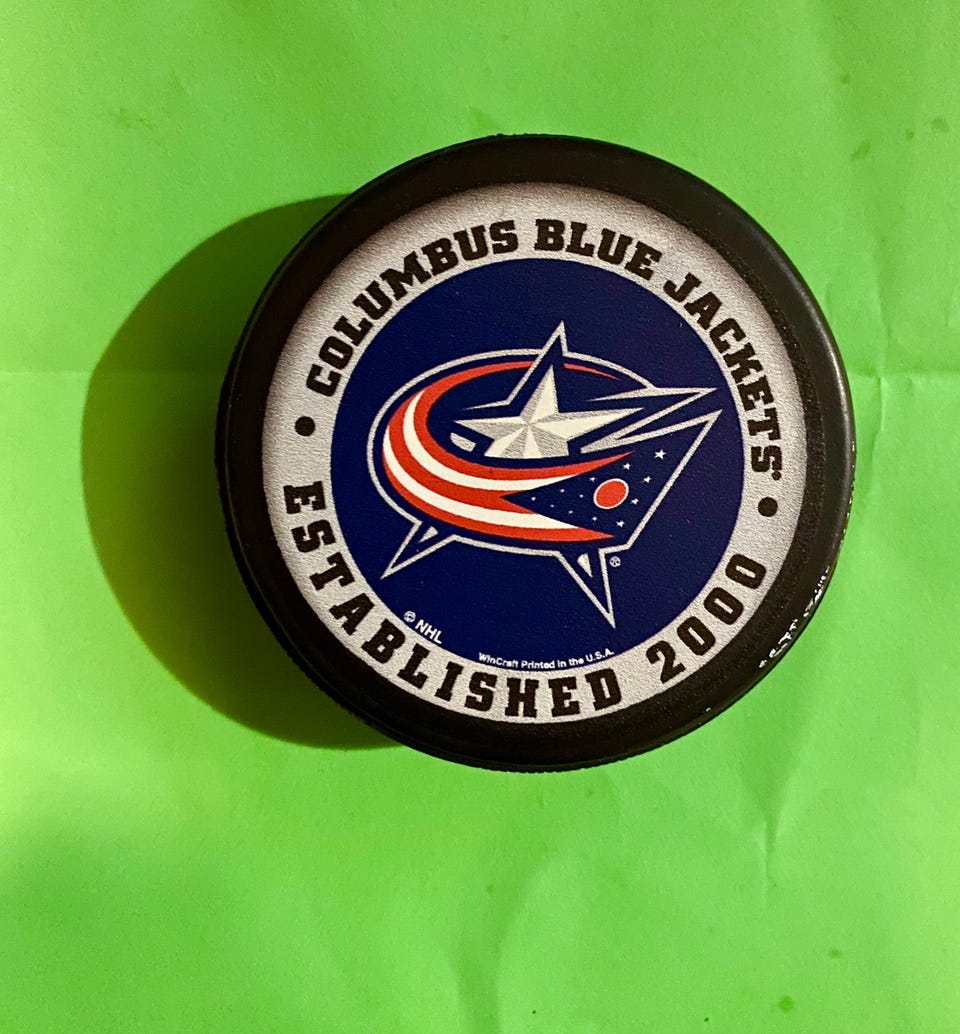 COLUMBUS BLUE JACKETS
ESTABLISHED 2000
®
© NHL
WinCraft Printed in the U.S.A.